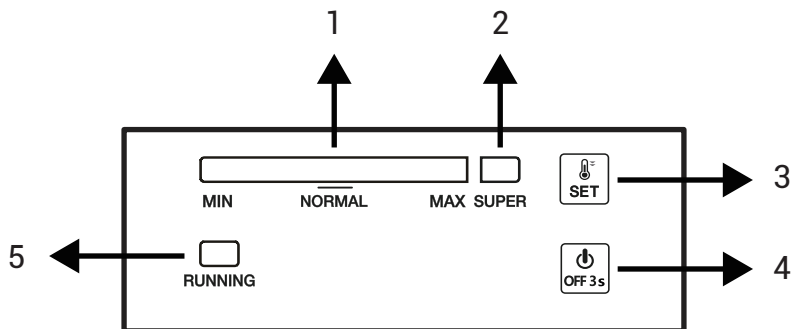 1 2
SET 3
MIN NORMAL MAX SUPER
5 RUNNING
OFF 3s 4